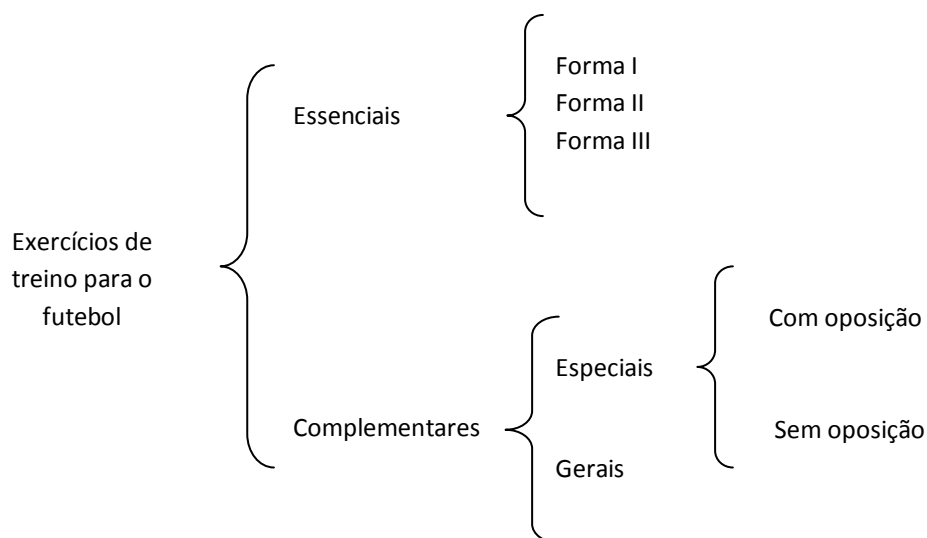 Exercícios de
treino para o
futebol
Essenciais
Forma I
Forma II
Forma III
Complementares
Especiais
Com oposição
Sem oposição
Gerais